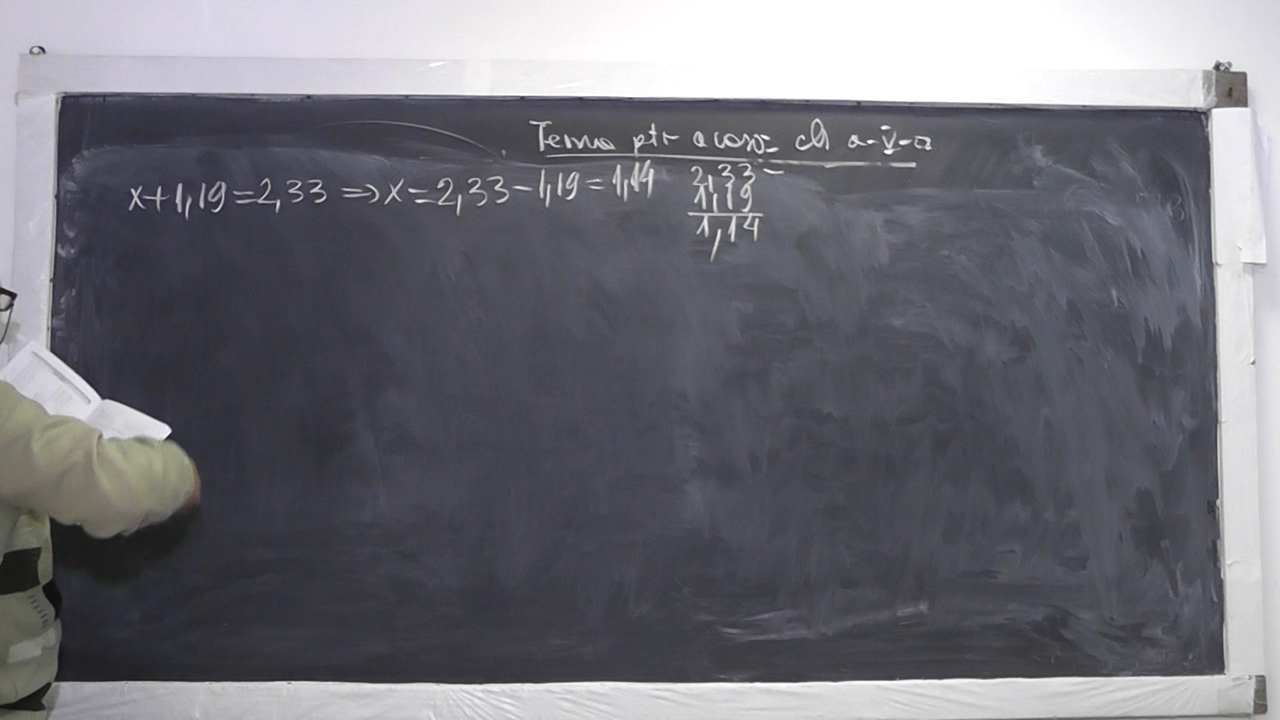 Tema ptr acasă cls a-V-a
x+1,19=2,33 => x=2,33-1,19=1,14
2,33-
1,19
1,14